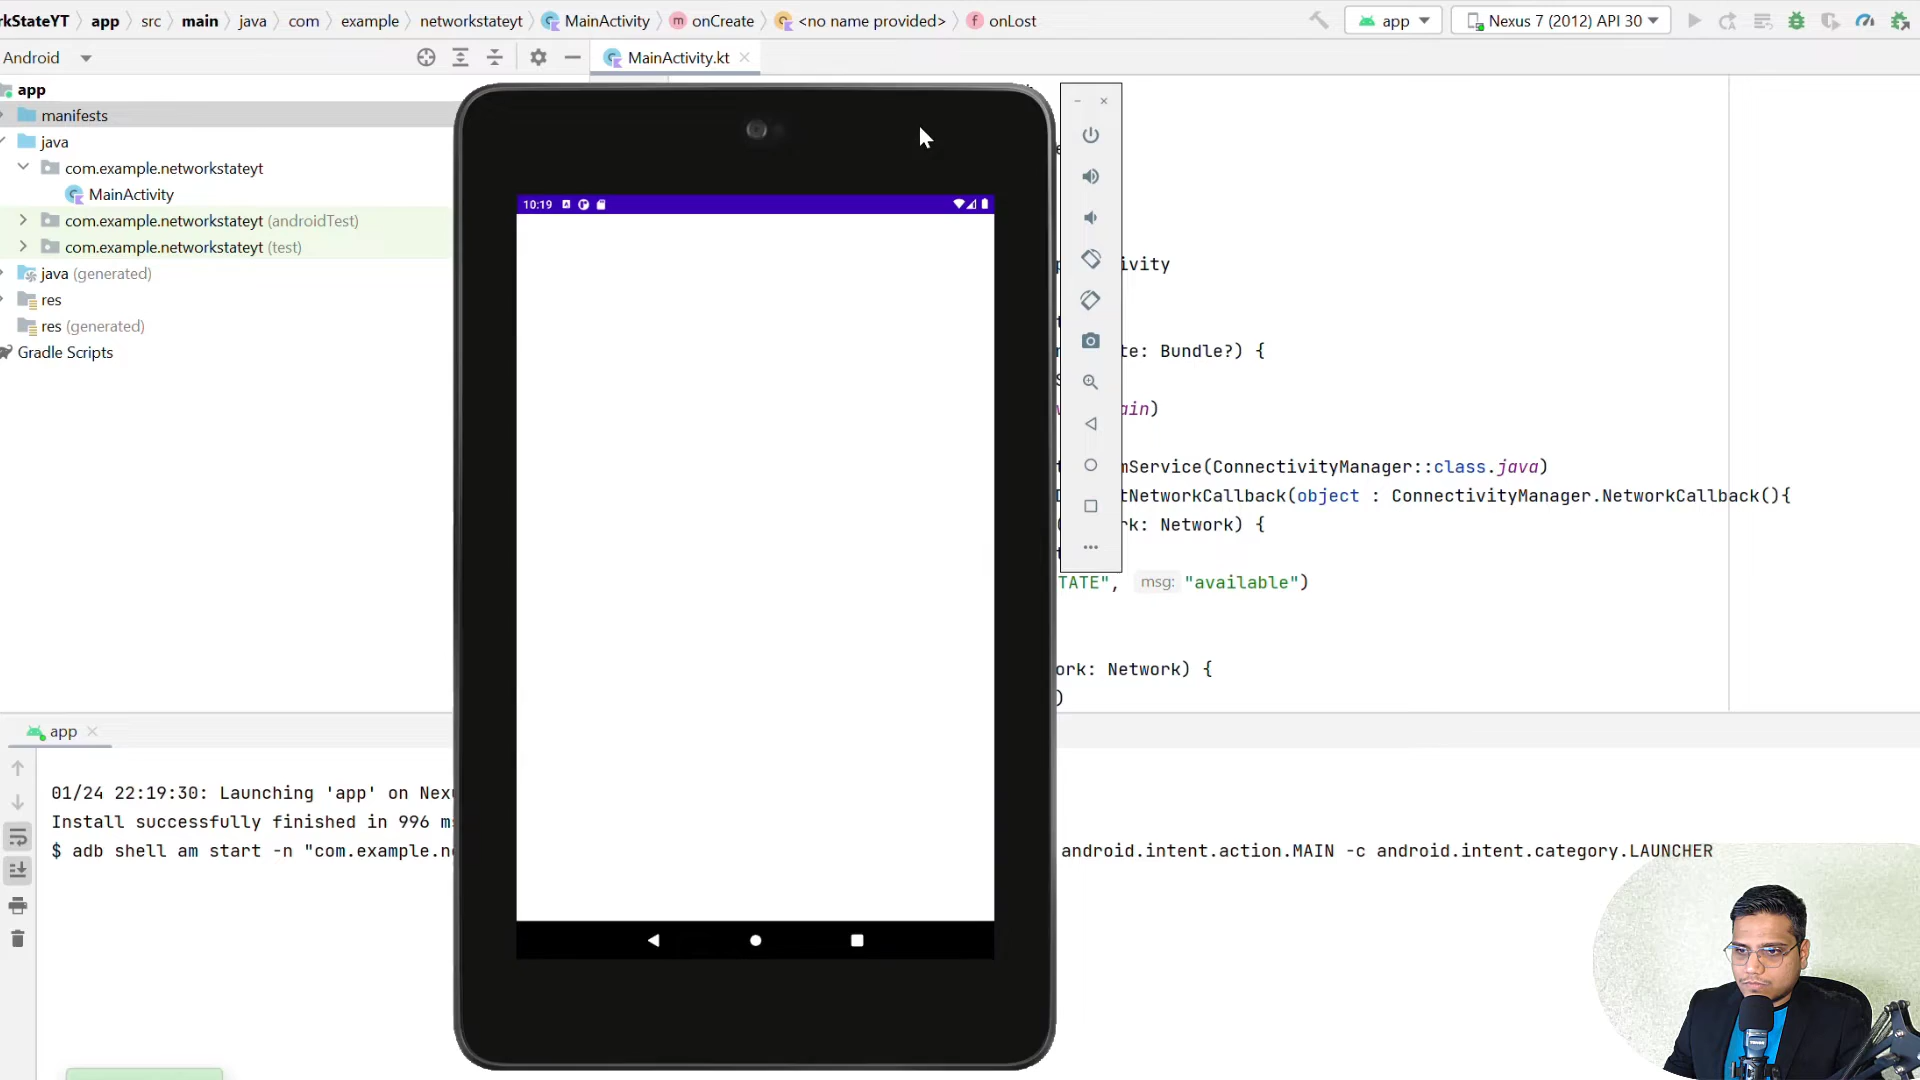 rkStateYT app src main java com example networkstateyt MainActivity onCreate <no name provided> onLost
app Nexus 7 (2012) API 30
Android MainActivity.kt
app
manifests
java
com.example.networkstateyt
MainActivity
com.example.networkstateyt (androidTest)
com.example.networkstateyt (test)
java (generated)
res
res (generated)
Gradle Scripts
10:19
ivity
te: Bundle?) {
ain)
mService(ConnectivityManager::class.java)
tNetworkCallback(object : ConnectivityManager.NetworkCallback(){
rk: Network) {
TATE", msg: "available")
ork: Network) {
)
app
01/24 22:19:30: Launching 'app' on Nex
Install successfully finished in 996 m
$ adb shell am start -n "com.example.n
android.intent.action.MAIN -c android.intent.category.LAUNCHER